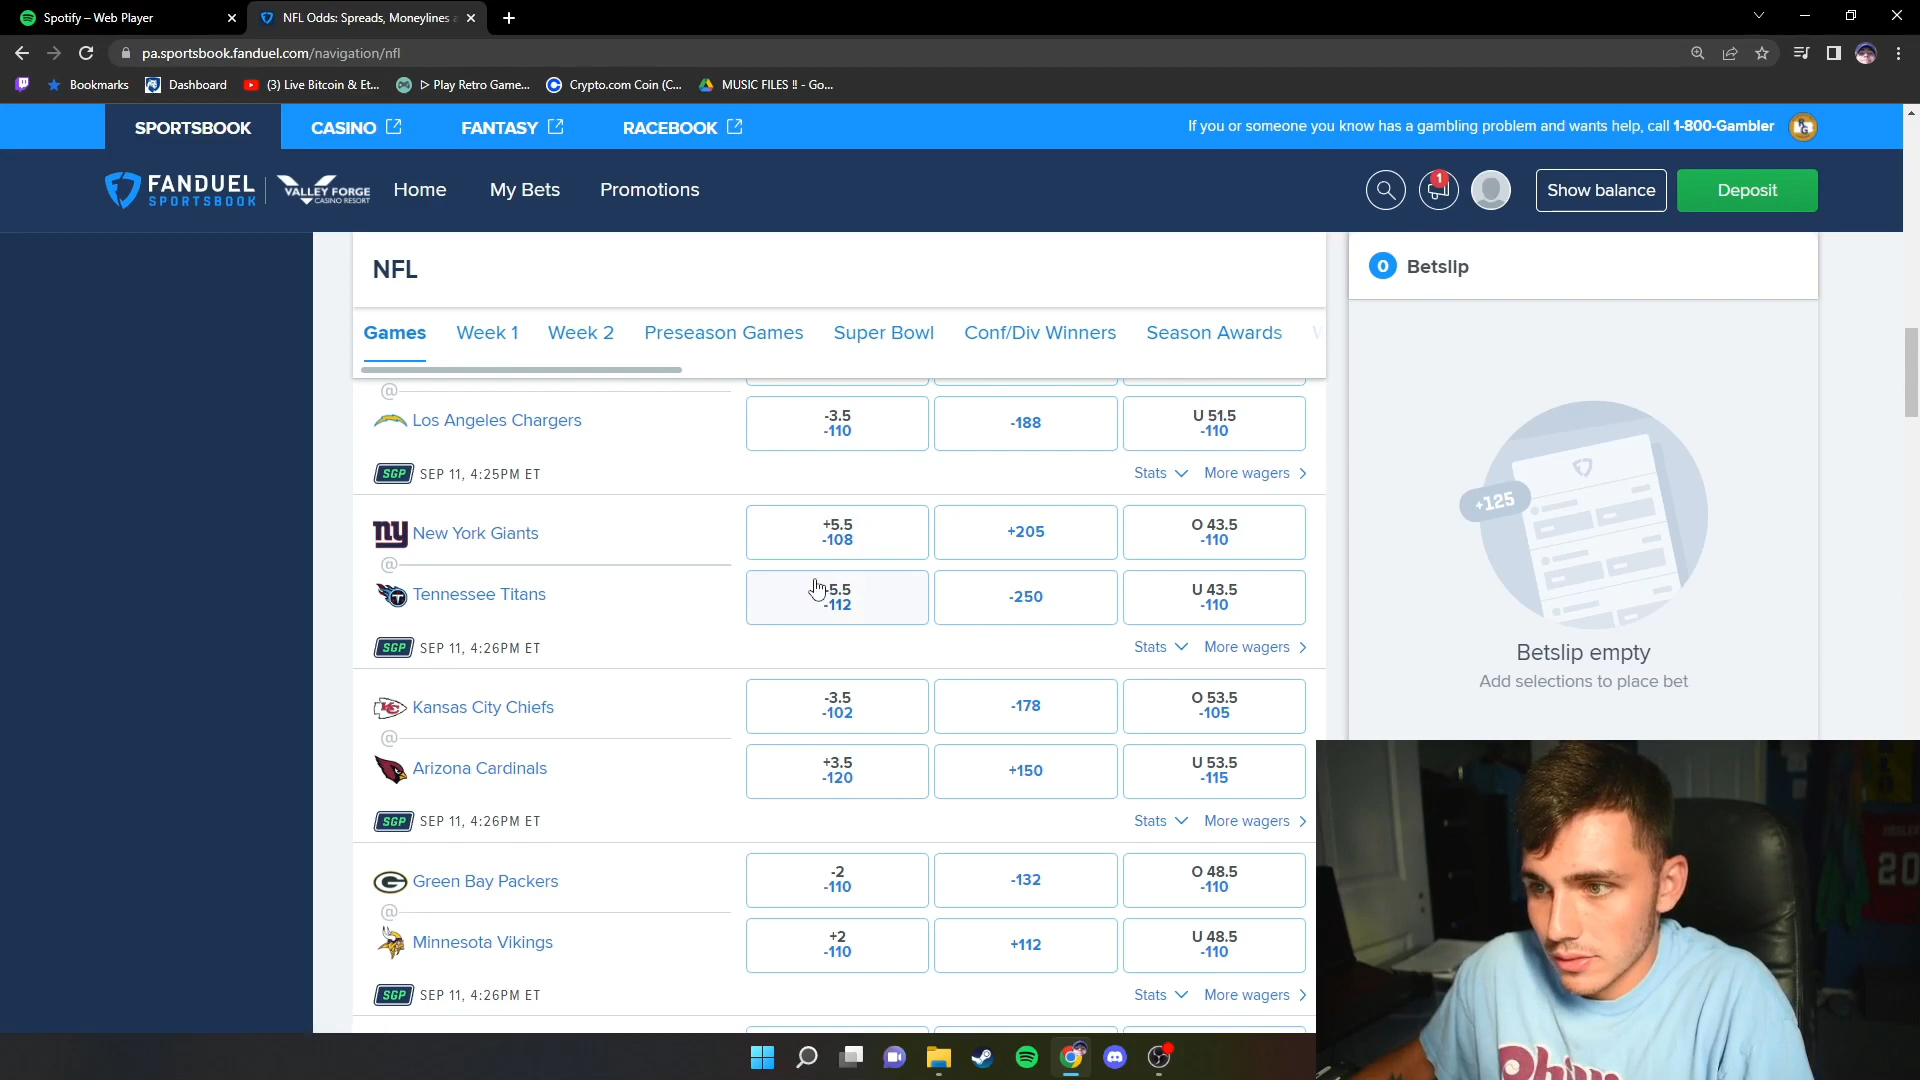 Spotify – Web Player
NFL Odds: Spreads, Moneylines a
pa.sportsbook.fanduel.com/navigation/nfl
Bookmarks
Dashboard
(3) Live Bitcoin & Et...
▷ Play Retro Game...
Crypto.com Coin (C...
MUSIC FILES !! - Go...
SPORTSBOOK
CASINO
FANTASY
RACEBOOK
If you or someone you know has a gambling problem and wants help, call 1-800-Gambler
RG
FANDUEL
SPORTSBOOK
VALLEY FORGE
CASINO RESORT
Home
My Bets
Promotions
1
Show balance
Deposit
NFL
0 Betslip
Games
Week 1
Week 2
Preseason Games
Super Bowl
Conf/Div Winners
Season Awards
@
Los Angeles Chargers
-3.5
-110
-188
U 51.5
-110
SGP SEP 11, 4:25PM ET
Stats
More wagers
ny New York Giants
+5.5
-108
+205
O 43.5
-110
@
Tennessee Titans
-5.5
-112
-250
U 43.5
-110
SGP SEP 11, 4:26PM ET
Stats
More wagers
KC Kansas City Chiefs
-3.5
-102
-178
O 53.5
-105
@
Arizona Cardinals
+3.5
-120
+150
U 53.5
-115
SGP SEP 11, 4:26PM ET
Stats
More wagers
G Green Bay Packers
-2
-110
-132
O 48.5
-110
@
Minnesota Vikings
+2
-110
+112
U 48.5
-110
SGP SEP 11, 4:26PM ET
Stats
More wagers
+125
Betslip empty
Add selections to place bet
20